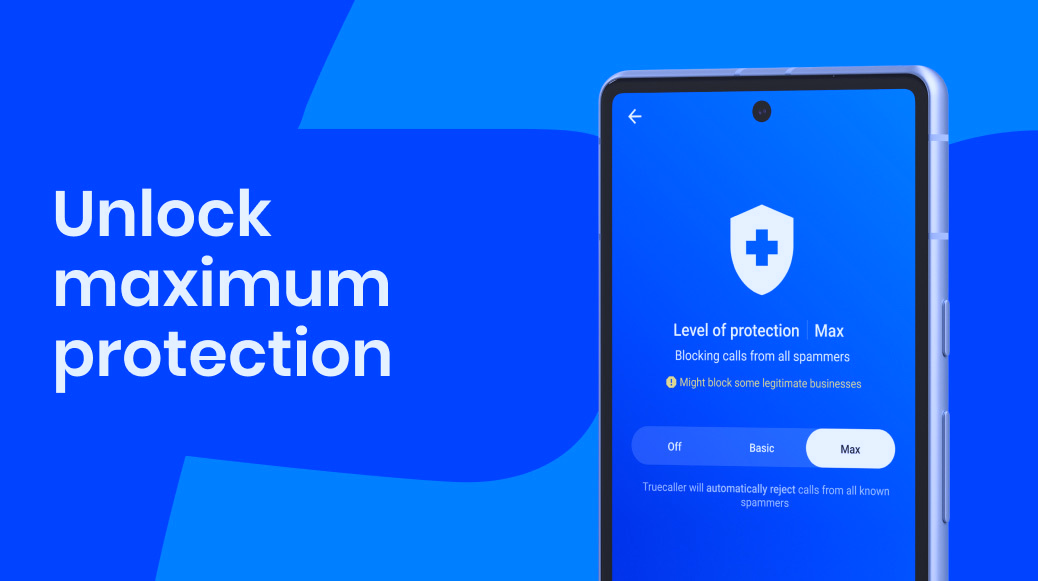 Unlock
maximum
protection
Level of protection | Max
Blocking calls from all spammers
Might block some legitimate businesses
Off Basic Max
Truecaller will automatically reject calls from all known
spammers